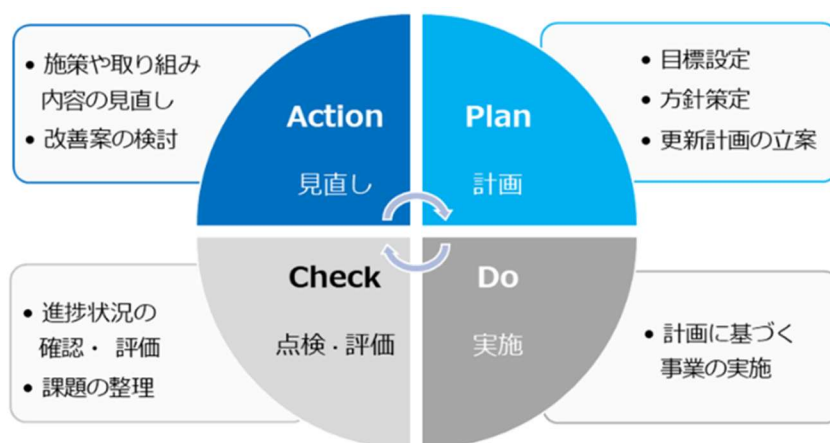 • 施策や取り組み
内容の見直し
• 改善案の検討
Action
見直し
Plan
計画
• 目標設定
• 方針策定
• 更新計画の立案
• 進捗状況の
確認・ 評価
• 課題の整理
Check
点検・評価
Do
実施
• 計画に基づく
事業の実施